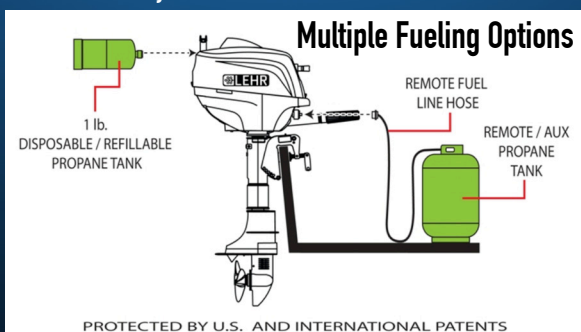 Multiple Fueling Options
LEHR
1 lb.
DISPOSABLE / REFILLABLE
PROPANE TANK
REMOTE FUEL
LINE HOSE
REMOTE / AUX
PROPANE
TANK
PROTECTED BY U.S. AND INTERNATIONAL PATENTS